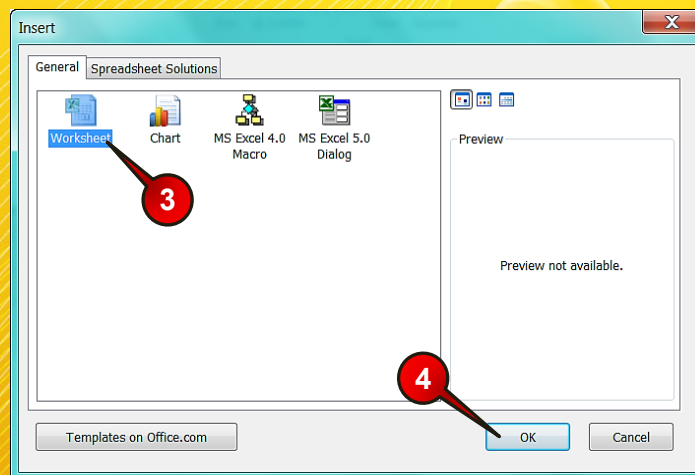 Insert
X
General
Spreadsheet Solutions
Worksheet
Chart
MS Excel 4.0
Macro
MS Excel 5.0
Dialog
3
Preview
Preview not available.
4
Templates on Office.com
OK
Cancel